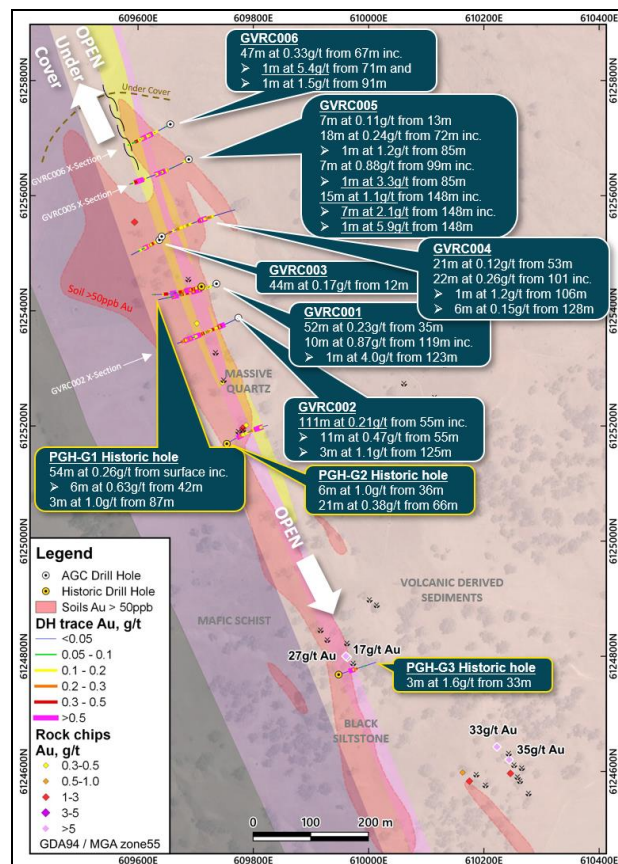 609600
609800
610000
610200
610400
6125800N
6125600N
6125400N
6125200N
6125000N
6124800N
6124600N
OPEN
Under
Cover
Under Cover
GVRC006 X-Section
GVRC005 X-Section
GVRC002 X-Section
Soil >50ppb Au
GVRC006
47m at 0.33g/t from 67m inc.
➢ 1m at 5.4g/t from 71m and
➢ 1m at 1.5g/t from 91m
GVRC005
7m at 0.11g/t from 13m
18m at 0.24g/t from 72m inc.
➢ 1m at 1.2g/t from 85m
7m at 0.88g/t from 99m inc.
➢ 1m at 3.3g/t from 85m
15m at 1.1g/t from 148m inc.
➢ 7m at 2.1g/t from 148m inc.
➢ 1m at 5.9g/t from 148m
GVRC004
21m at 0.12g/t from 53m
22m at 0.26g/t from 101 inc.
➢ 1m at 1.2g/t from 106m
➢ 6m at 0.15g/t from 128m
GVRC003
44m at 0.17g/t from 12m
GVRC001
52m at 0.23g/t from 35m
10m at 0.87g/t from 119m inc.
➢ 1m at 4.0g/t from 123m
MASSIVE
QUARTZ
GVRC002
111m at 0.21g/t from 55m inc.
➢ 11m at 0.47g/t from 55m
➢ 3m at 1.1g/t from 125m
PGH-G1 Historic hole
54m at 0.26g/t from surface inc.
➢ 6m at 0.63g/t from 42m
3m at 1.0g/t from 87m
PGH-G2 Historic hole
6m at 1.0g/t from 36m
21m at 0.38g/t from 66m
OPEN
VOLCANIC DERIVED
SEDIMENTS
MAFIC SCHIST
27g/t Au
17g/t Au
PGH-G3 Historic hole
3m at 1.6g/t from 33m
BLACK
SILTSTONE
33g/t Au
35g/t Au
Legend
AGC Drill Hole
Historic Drill Hole
Soils Au > 50ppb
DH trace Au, g/t
<0.05
0.05 - 0.1
0.1 - 0.2
0.2 - 0.3
0.3 - 0.5
>0.5
Rock chips
Au, g/t
0.3-0.5
0.5-1.0
1-3
3-5
>5
GDA94 / MGA zone55
0 100 200 m
609600
609800
610000
610200
610400